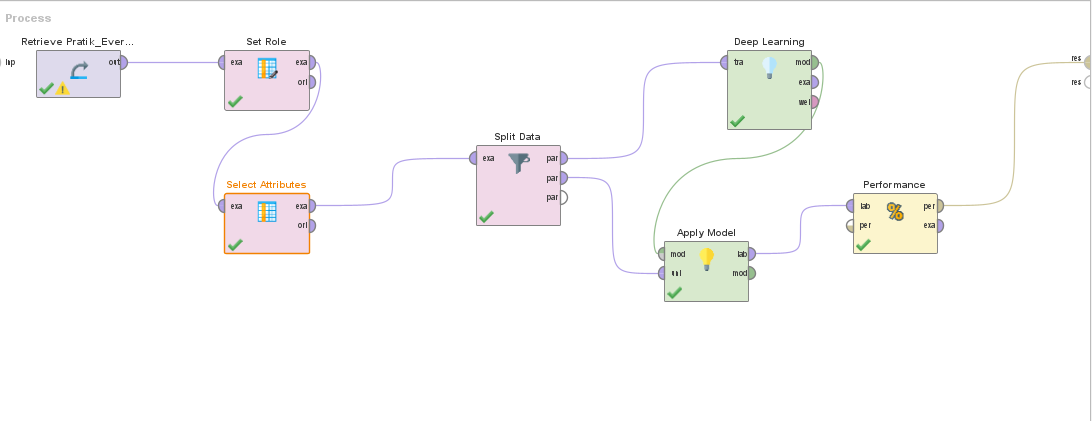 Process
Retrieve Pratik_Ever...
Set Role
Deep Learning
inp
out
exa
exa
ori
tra
mod
exa
wei
res
res
Split Data
exa
par
par
par
Select Attributes
exa
exa
ori
Performance
lab
per
per
exa
%
Apply Model
mod
lab
unl
mod